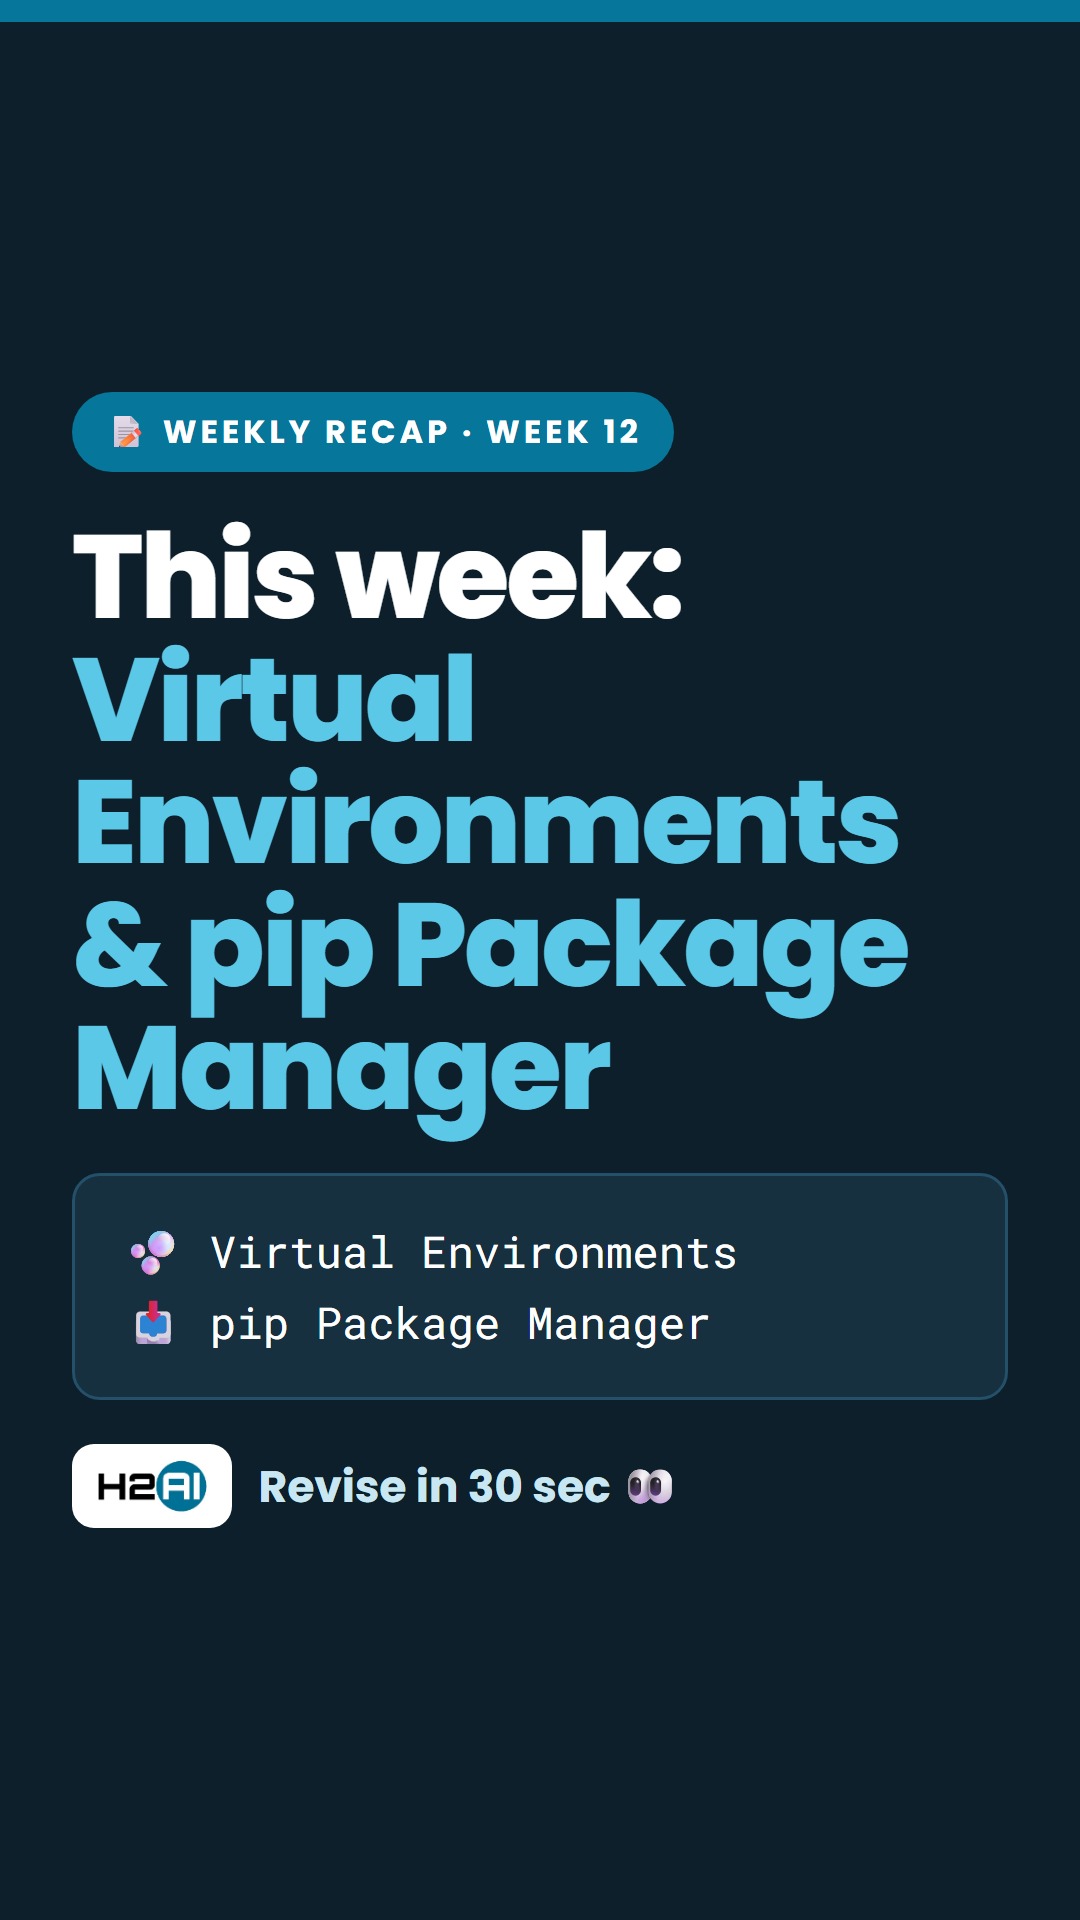 📝 WEEKLY RECAP · WEEK 12
This week:
Virtual
Environments
& pip Package
Manager
🫧 Virtual Environments
📥 pip Package Manager
H2AI
Revise in 30 sec 👀